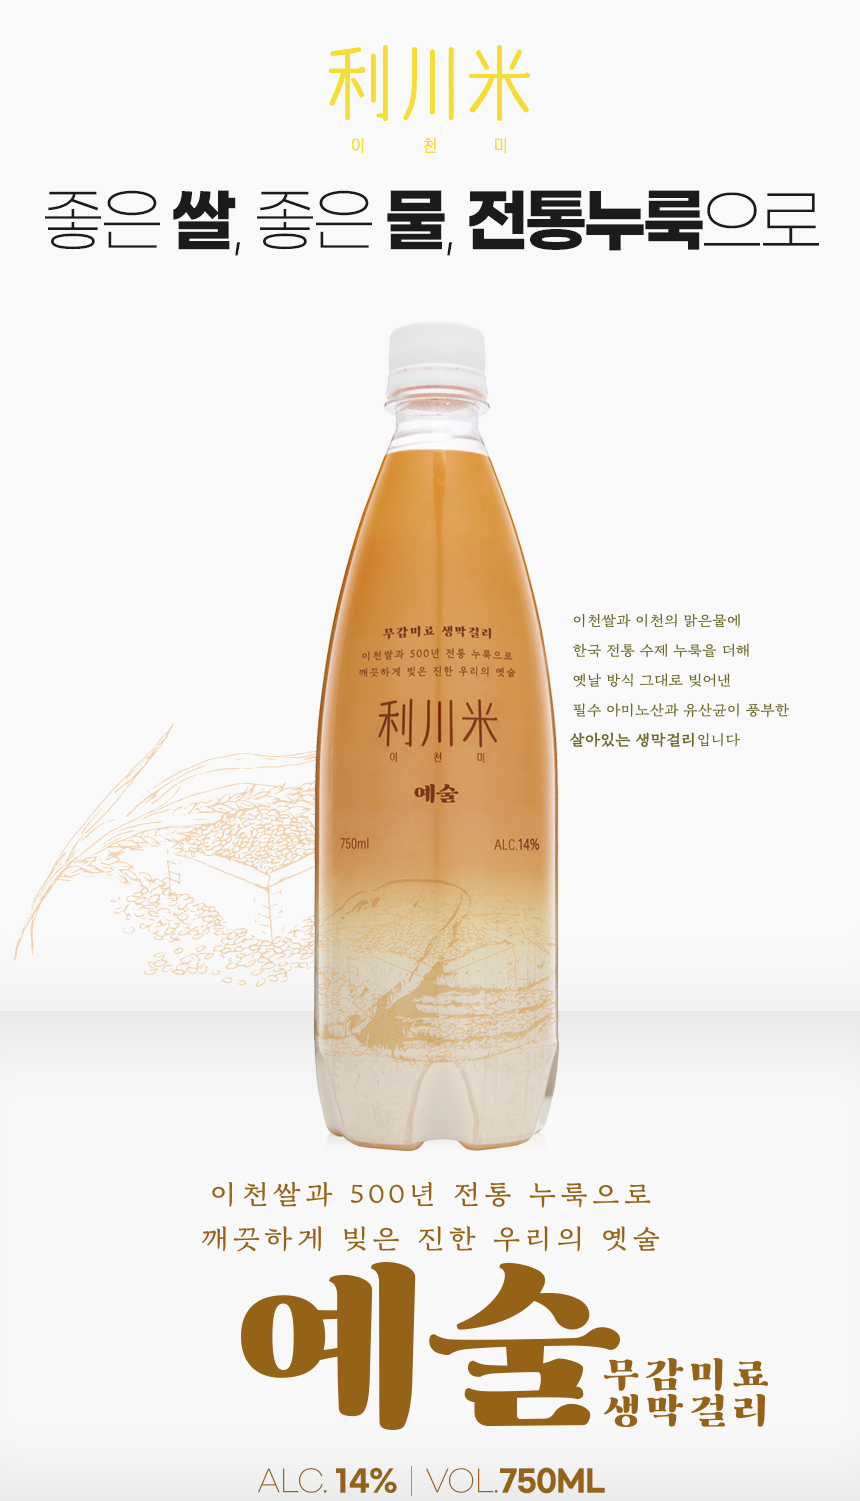 利川米
이 천 미
좋은 쌀, 좋은 물, 전통누룩으로
무감미료 생막걸리
이천쌀과 500년 전통 누룩으로
깨끗하게 빚은 진한 우리의 옛술
利川米
이 천 미
예술
750ml ALC.14%
이천쌀과 이천의 맑은물에
한국 전통 수제 누룩을 더해
옛날 방식 그대로 빚어낸
필수 아미노산과 유산균이 풍부한
살아있는 생막걸리입니다
이천쌀과 500년 전통 누룩으로
깨끗하게 빚은 진한 우리의 옛술
예술
무감미료
생막걸리
ALC. 14% | VOL.750ML